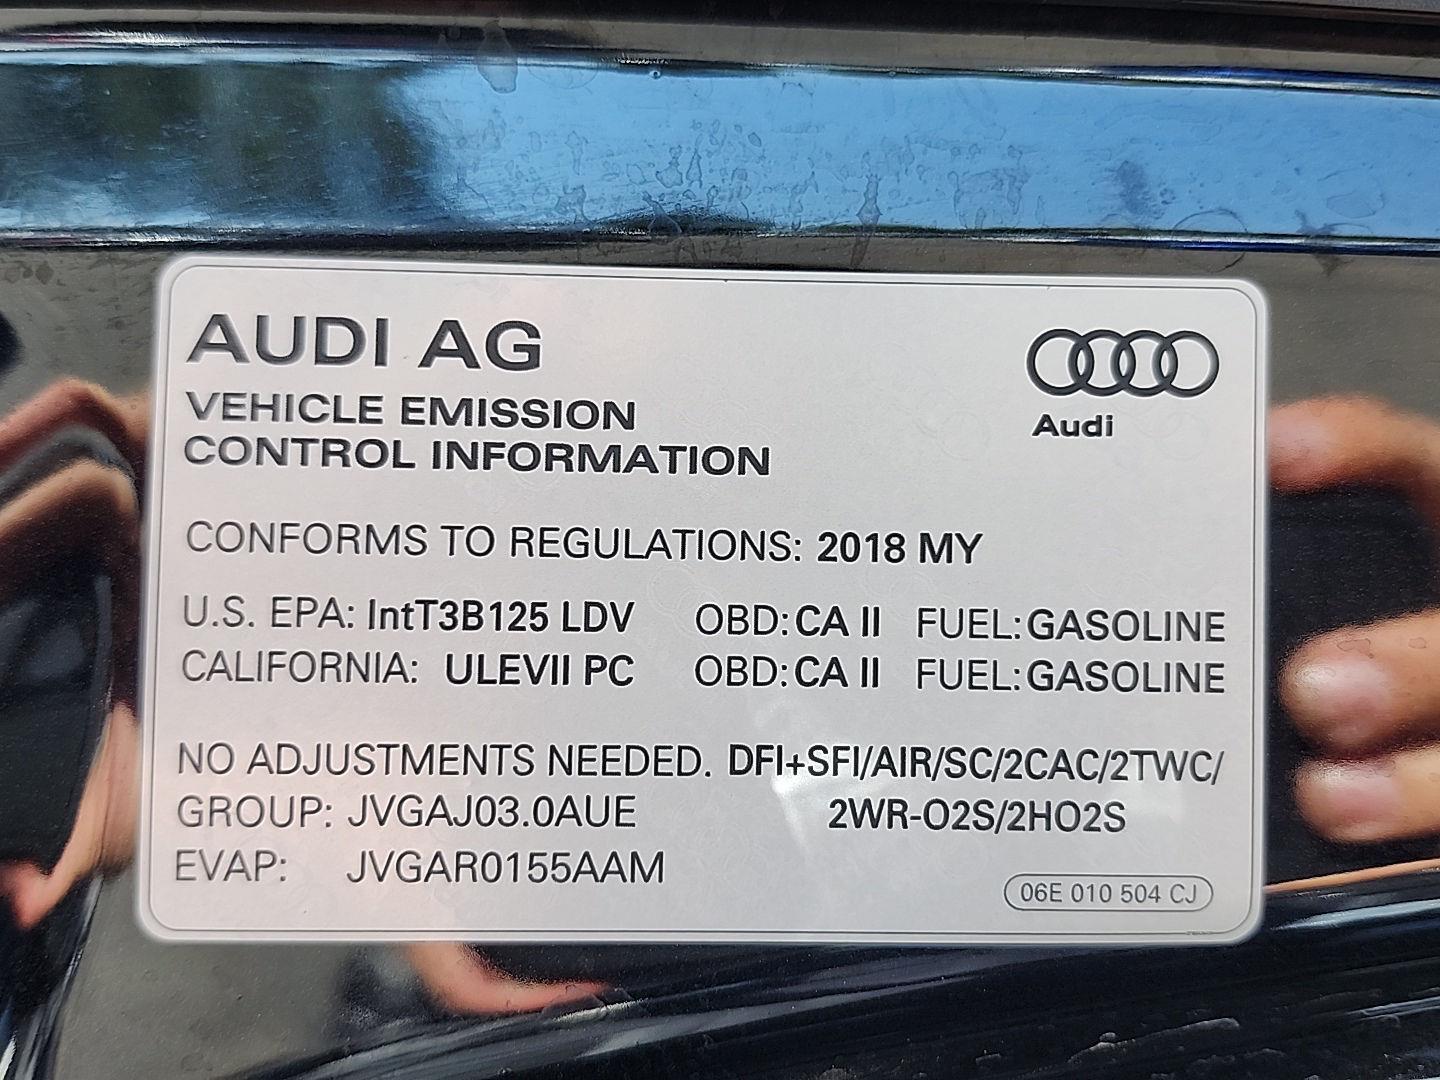 AUDI AG
Audi
VEHICLE EMISSION
CONTROL INFORMATION
CONFORMS TO REGULATIONS: 2018 MY
U.S. EPA: IntT3B125 LDV OBD: CA II FUEL: GASOLINE
CALIFORNIA: ULEVII PC OBD: CA II FUEL: GASOLINE
NO ADJUSTMENTS NEEDED. DFI+SFI/AIR/SC/2CAC/2TWC/
GROUP: JVGAJ03.0AUE 2WR-O2S/2HO2S
EVAP: JVGAR0155AAM
06E 010 504 CJ